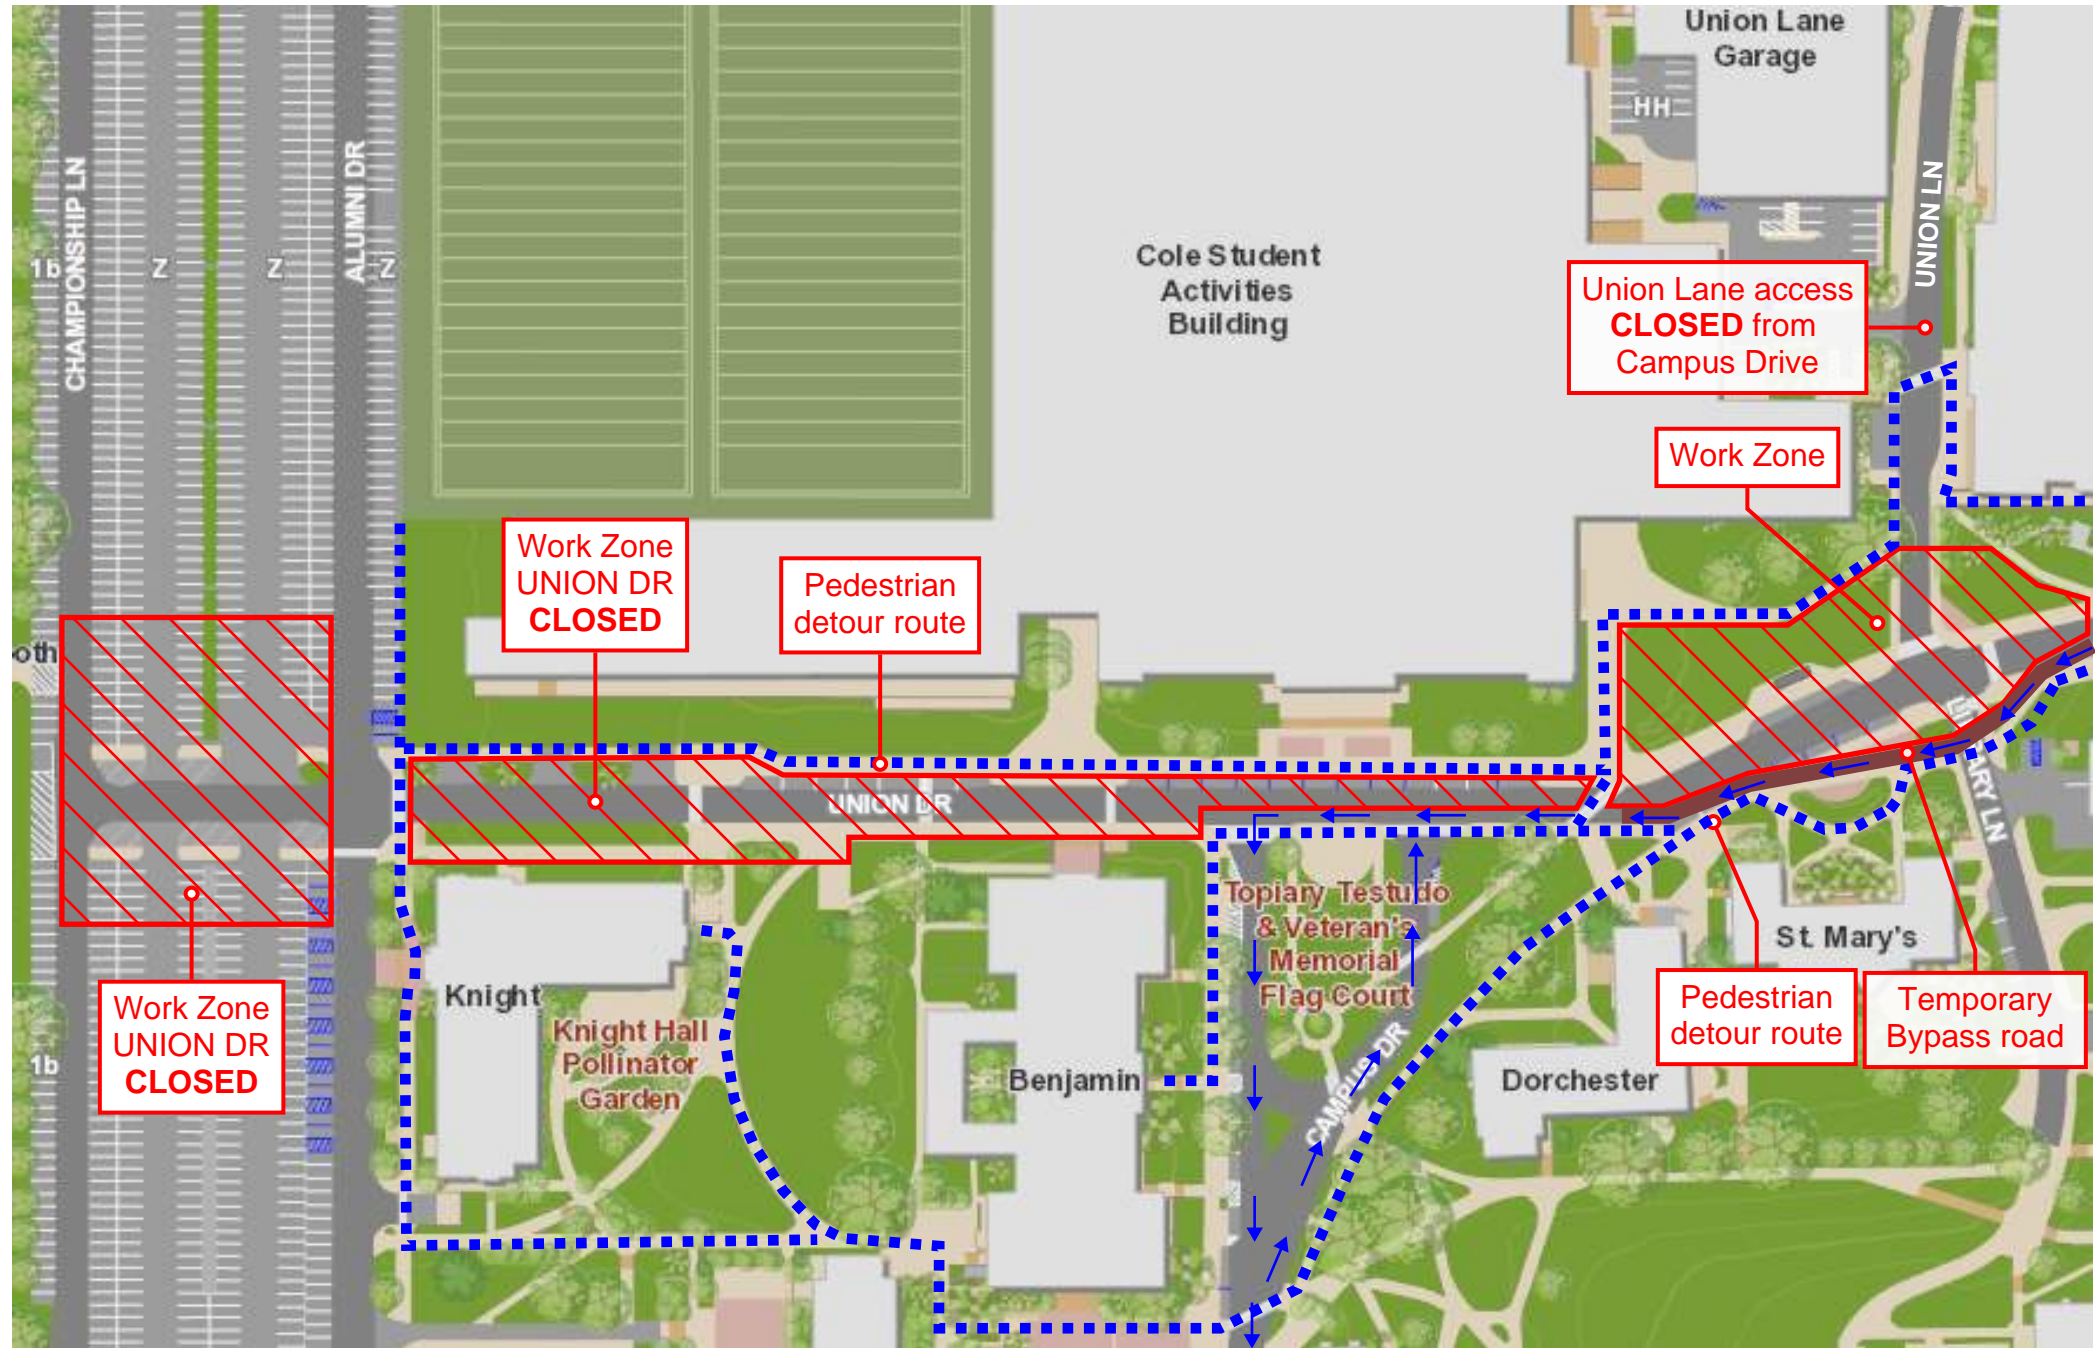 Union Lane
Garage
HH
CHAMPIONSHIP LN
ALUMNI DR
UNION LN
1b
Z
Z
Z
Cole Student
Activities
Building
Union Lane access
CLOSED from
Campus Drive
Work Zone
Work Zone
UNION DR
CLOSED
Pedestrian
detour route
oth
UNION DR
ARY LN
Topiary Testudo
& Veteran's
Memorial
Flag Court
St. Mary's
Knight
Knight Hall
Pollinator
Garden
Benjamin
CAMPUS DR
Dorchester
Pedestrian
detour route
Temporary
Bypass road
Work Zone
UNION DR
CLOSED
1b